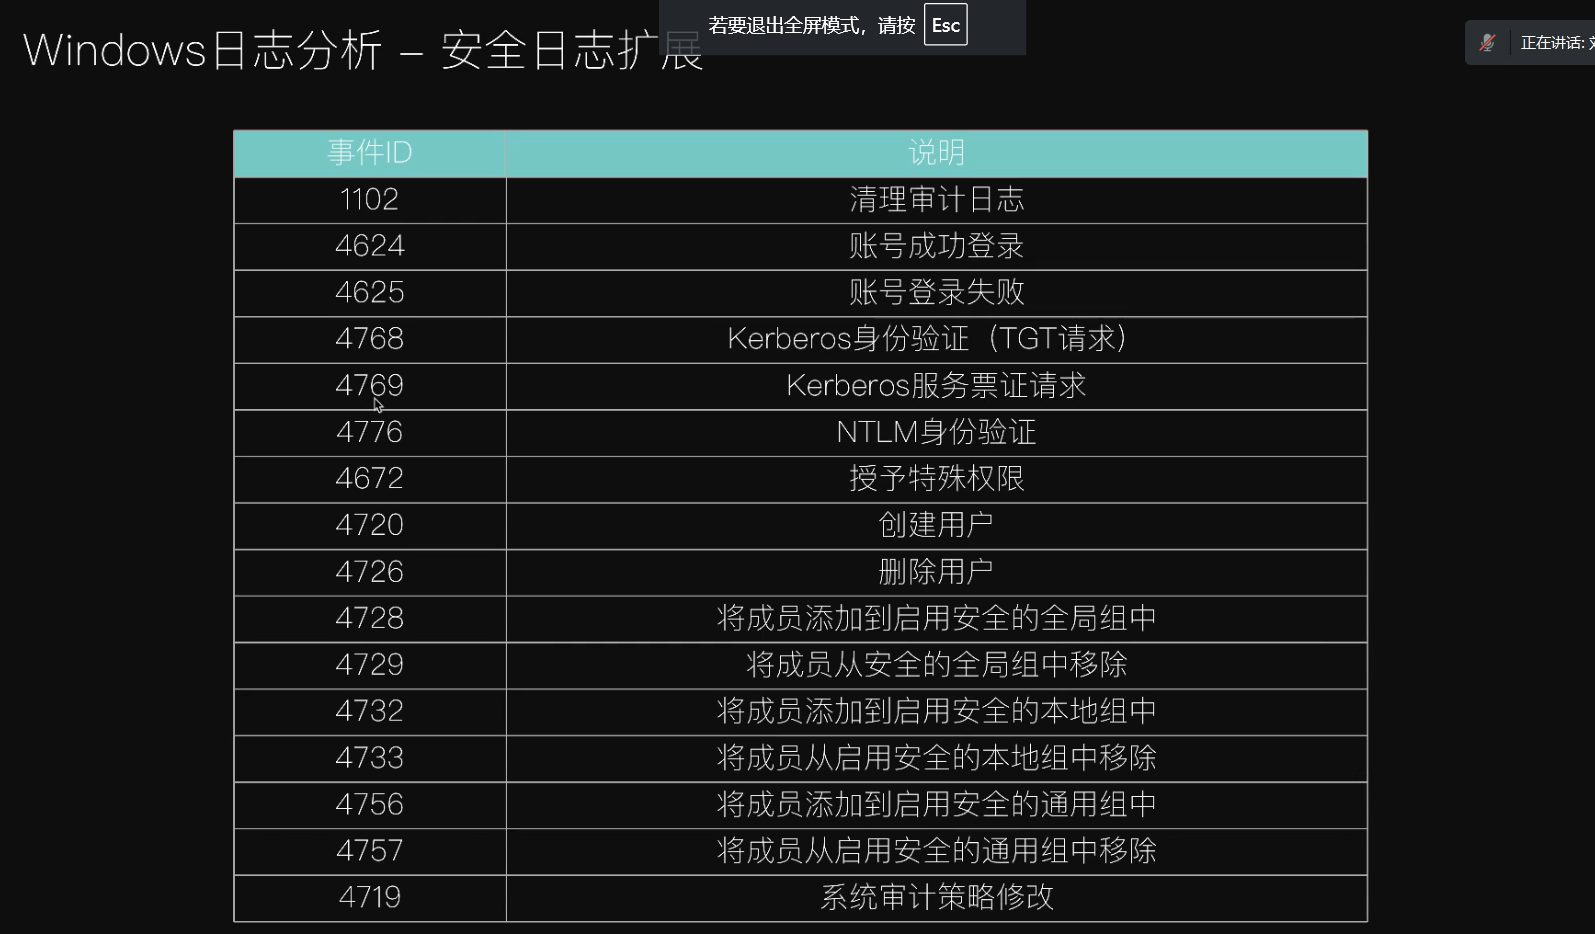 若要退出全屏模式，请按 Esc
Windows日志分析 – 安全日志扩展
正在讲话:
事件ID 说明
1102 清理审计日志
4624 账号成功登录
4625 账号登录失败
4768 Kerberos身份验证（TGT请求）
4769 Kerberos服务票证请求
4776 NTLM身份验证
4672 授予特殊权限
4720 创建用户
4726 删除用户
4728 将成员添加到启用安全的全局组中
4729 将成员从安全的全局组中移除
4732 将成员添加到启用安全的本地组中
4733 将成员从启用安全的本地组中移除
4756 将成员添加到启用安全的通用组中
4757 将成员从启用安全的通用组中移除
4719 系统审计策略修改